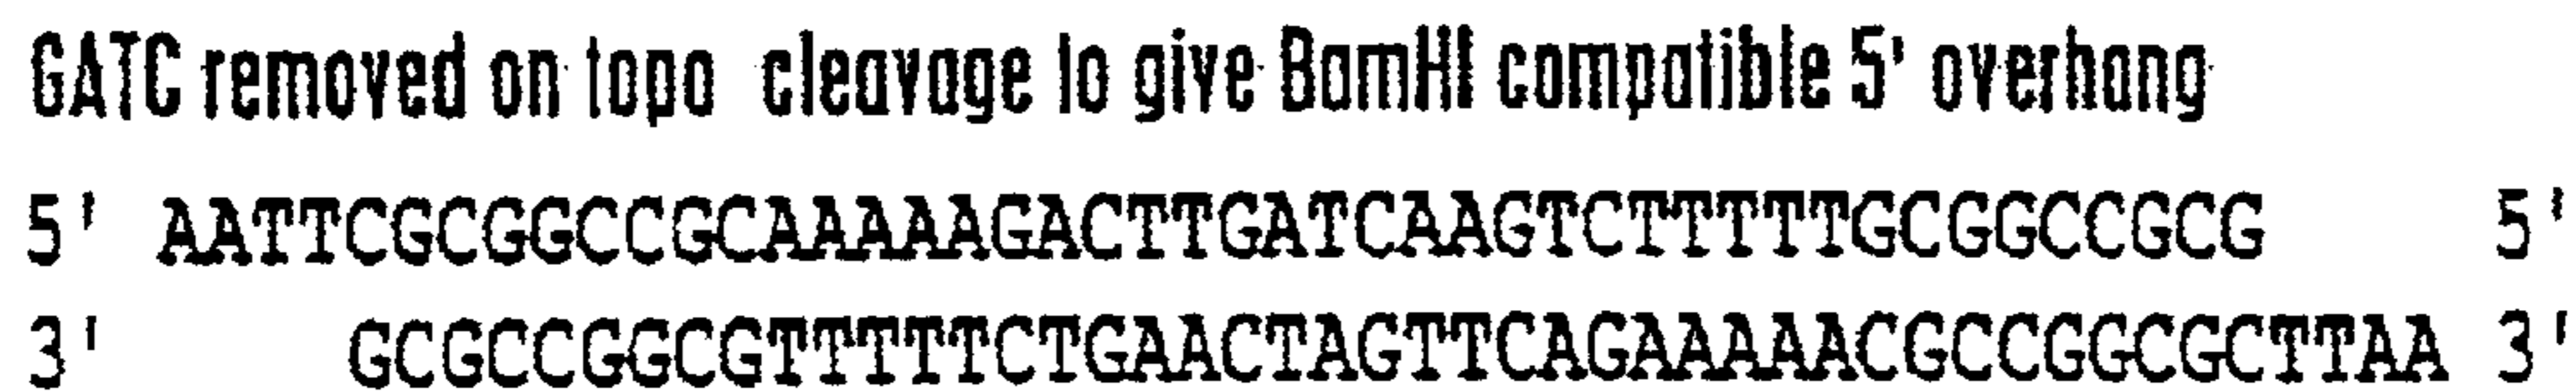 GATC removed on topo cleavage to give BamHI compatible 5' overhang
5' AATTCGCGGCCGCAAAAAGACTTGATCAAGTCTTTTTGCGGCCGCG 5'
3' GCGCCGGCGTTTTTCTGAACTAGTTCAGAAAAACGCCGGCGCTTAA 3'